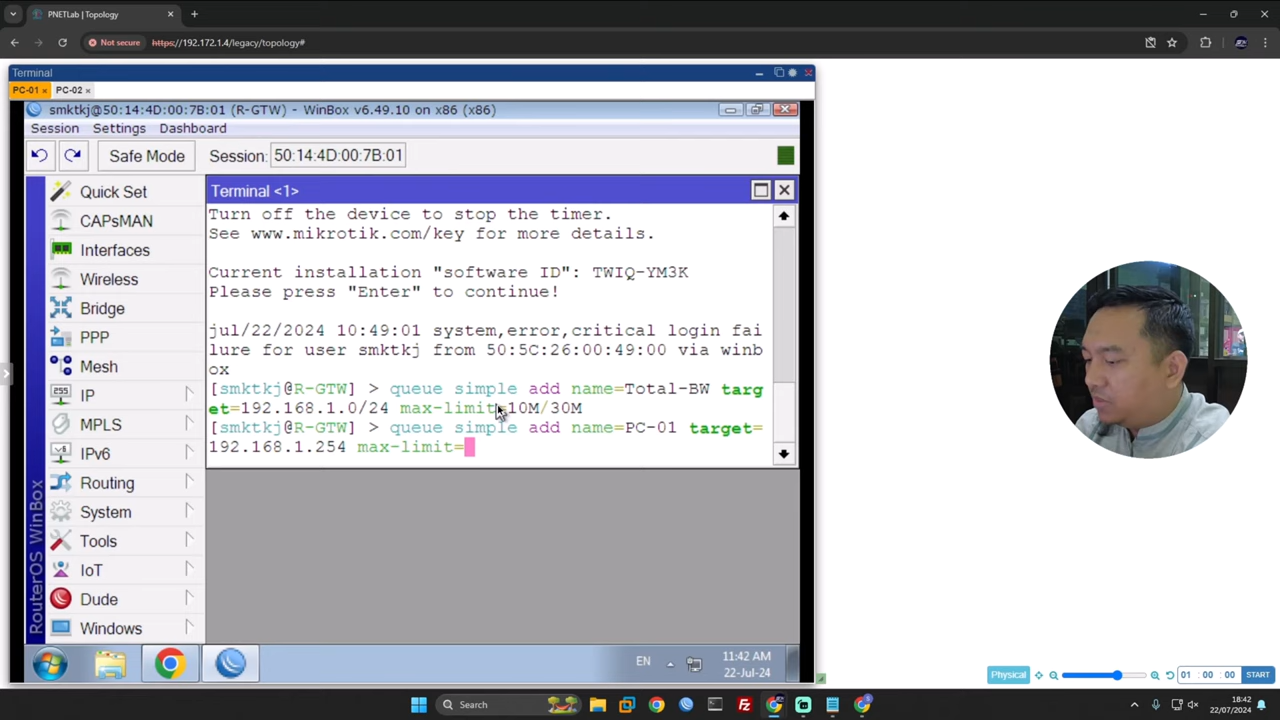 PNETLab | Topology
Not secure
https://192.172.1.4/legacy/topology#
Terminal
PC-01 x
PC-02 x
smktkj@50:14:4D:00:7B:01 (R-GTW) - WinBox v6.49.10 on x86 (x86)
Session Settings Dashboard
Safe Mode
Session: 50:14:4D:00:7B:01
RouterOS WinBox
Quick Set
CAPsMAN
Interfaces
Wireless
Bridge
PPP
Mesh
IP
MPLS
IPv6
Routing
System
Tools
IoT
Dude
Windows
Terminal <1>
Turn off the device to stop the timer.
See www.mikrotik.com/key for more details.
Current installation "software ID": TWIQ-YM3K
Please press "Enter" to continue!
jul/22/2024 10:49:01 system,error,critical login fai
lure for user smktkj from 50:5C:26:00:49:00 via winb
ox
[smktkj@R-GTW] > queue simple add name=Total-BW targ
et=192.168.1.0/24 max-limit=10M/30M
[smktkj@R-GTW] > queue simple add name=PC-01 target=
192.168.1.254 max-limit=
EN
11:42 AM
22-Jul-24
Physical
01 : 00 : 00
START
Search
18:42
22/07/2024